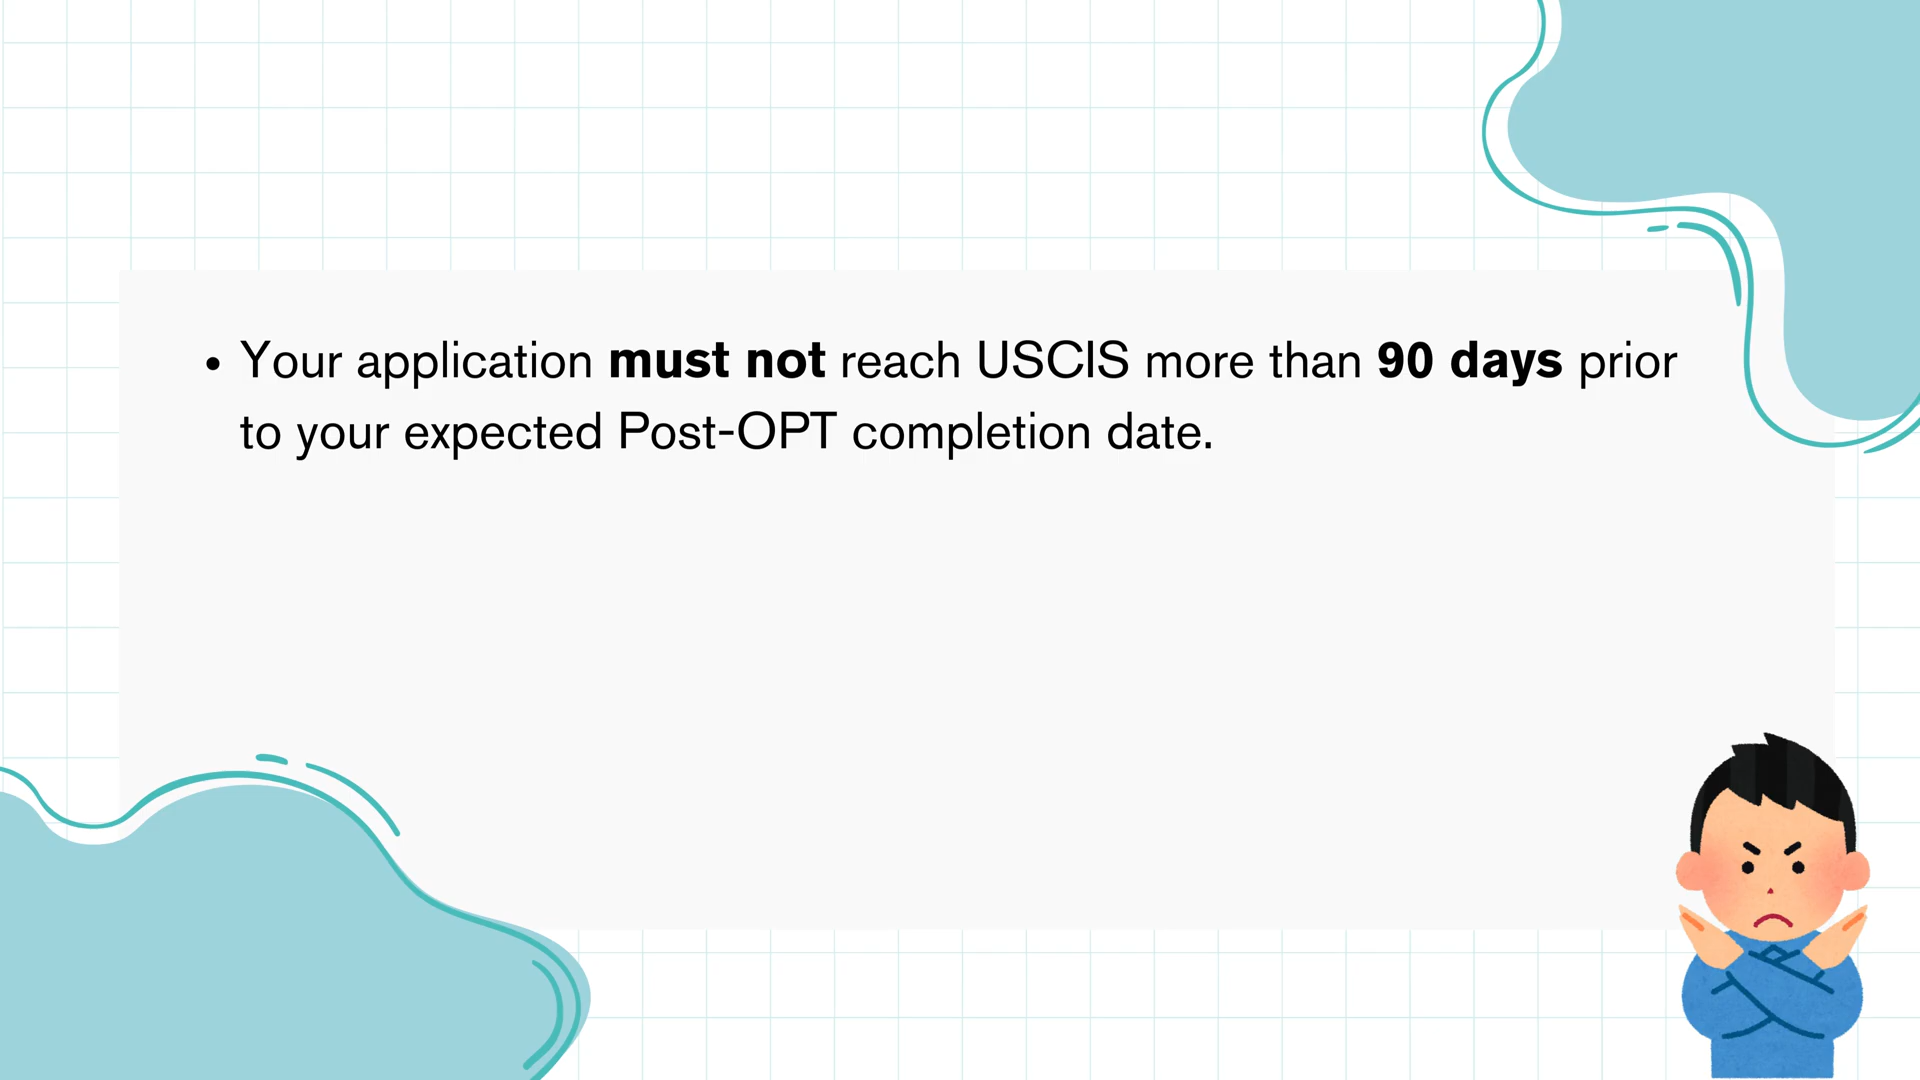 • Your application must not reach USCIS more than 90 days prior
to your expected Post-OPT completion date.